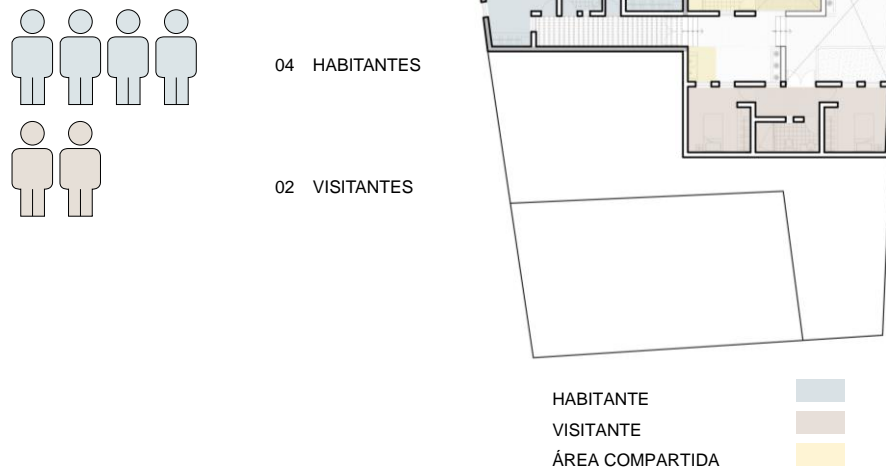 04 HABITANTES
02 VISITANTES
HABITANTE
VISITANTE
ÁREA COMPARTIDA